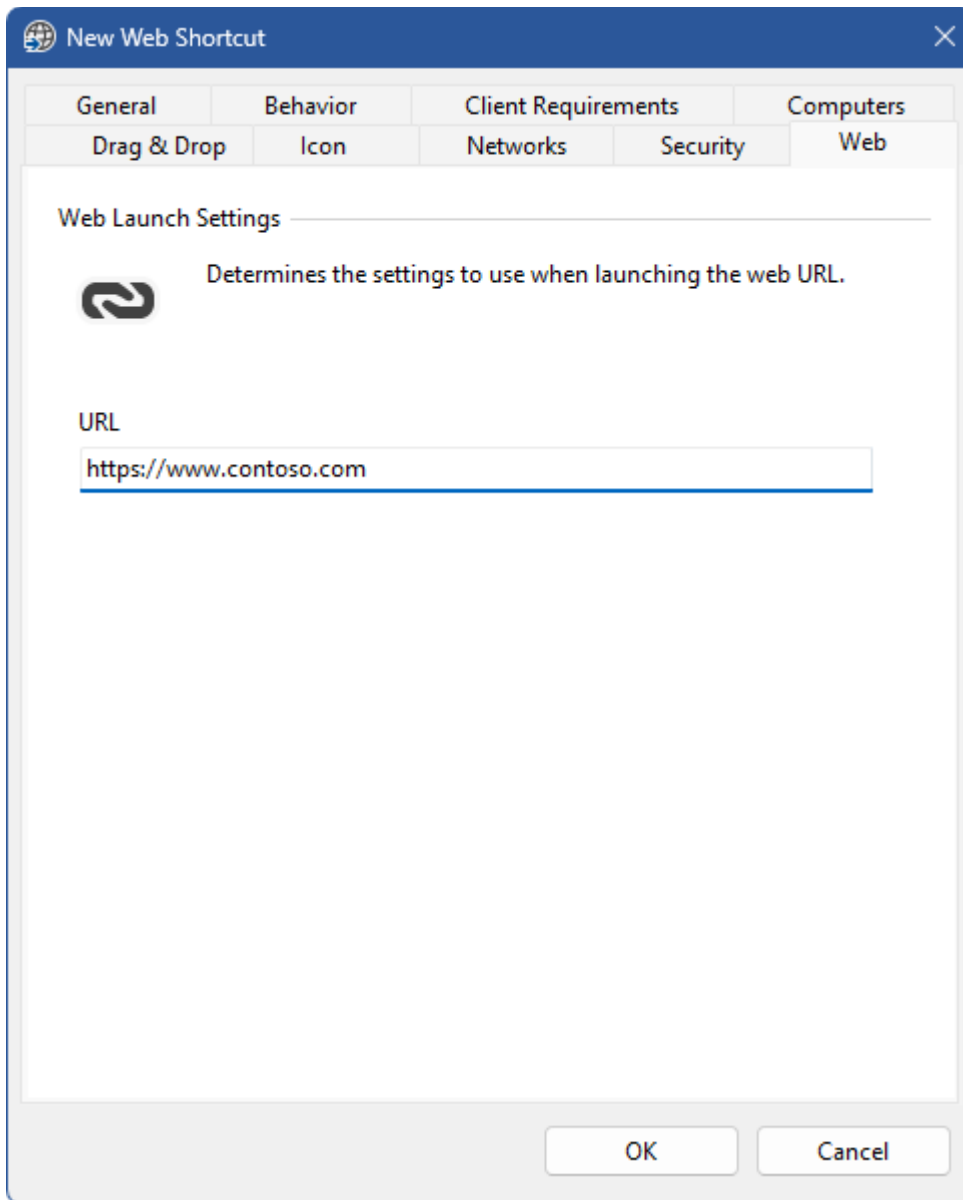 New Web Shortcut
General Behavior Client Requirements Computers
Drag & Drop Icon Networks Security Web
Web Launch Settings
Determines the settings to use when launching the web URL.
URL
https://www.contoso.com
OK Cancel